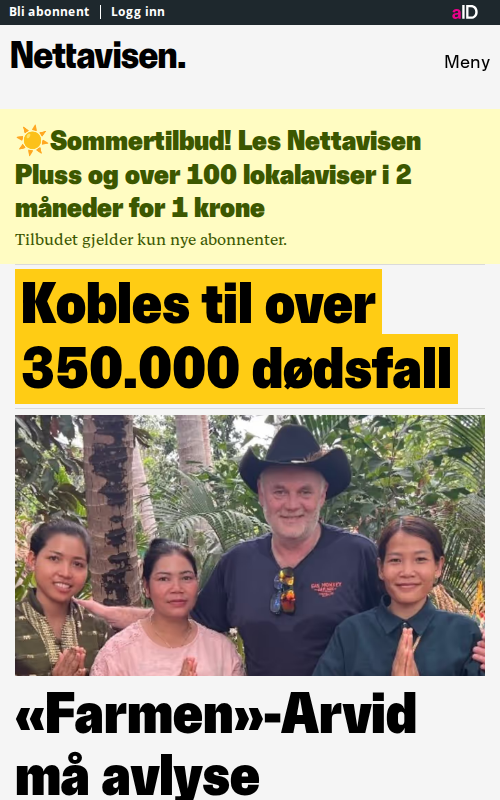 Bli abonnent
Logg inn
aID
Nettavisen.
Meny
☀️Sommertilbud! Les Nettavisen
Pluss og over 100 lokalaviser i 2
måneder for 1 krone
Tilbudet gjelder kun nye abonnenter.
Kobles til over
350.000 dødsfall
«Farmen»-Arvid
må avlyse